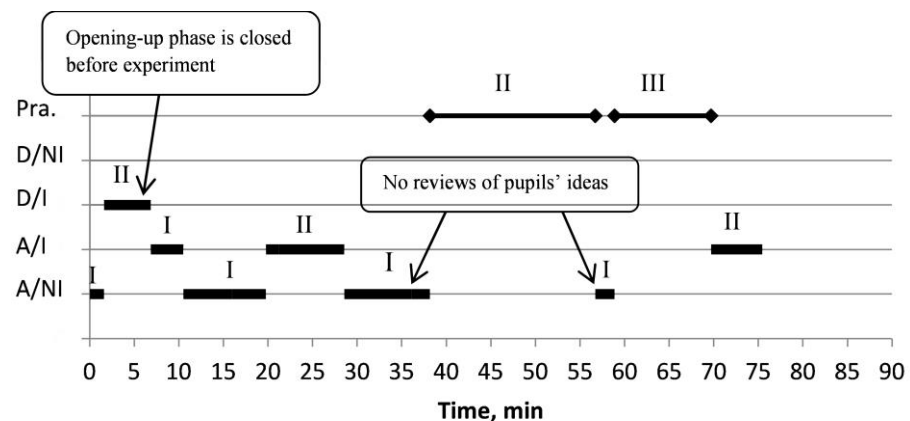 Opening-up phase is closed
before experiment
II
III
Pra.
D/NI
No reviews of pupils’ ideas
II
D/I
I
II
II
A/I
I
I
I
I
A/NI
0 5 10 15 20 25 30 35 40 45 50 55 60 65 70 75 80 85 90
Time, min